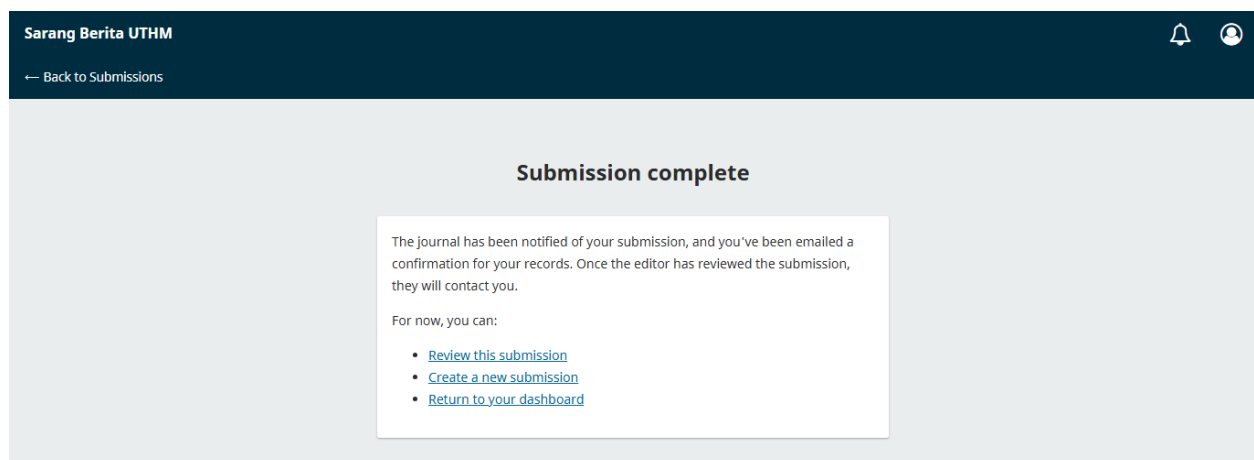 Sarang Berita UTHM
← Back to Submissions
Submission complete
The journal has been notified of your submission, and you've been emailed a
confirmation for your records. Once the editor has reviewed the submission,
they will contact you.
For now, you can:
• Review this submission
• Create a new submission
• Return to your dashboard